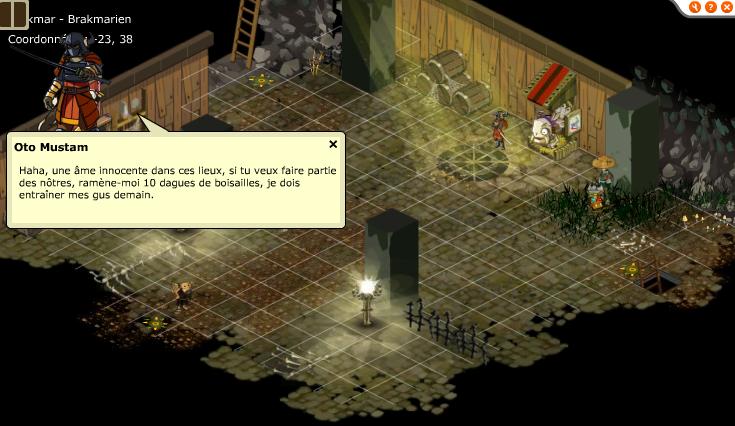 kmar - Brakmarien
-23, 38
Oto Mustam
Haha, une âme innocente dans ces lieux, si tu veux faire partie
des nôtres, ramène-moi 10 dagues de boisailles, je dois
entraîner mes gus demain.